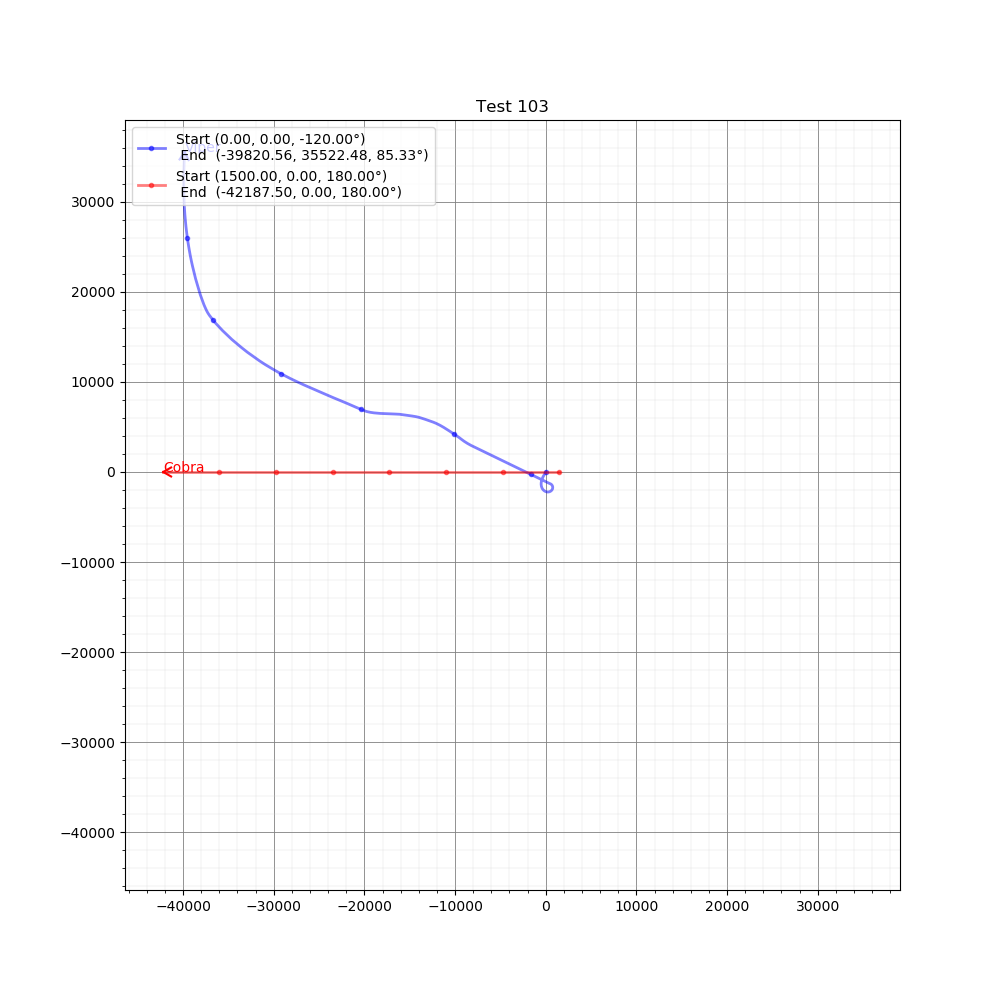 Test 103
Start (0.00, 0.00, -120.00°)
End (-39820.56, 35522.48, 85.33°)
Start (1500.00, 0.00, 180.00°)
End (-42187.50, 0.00, 180.00°)
30000
20000
10000
0
−10000
−20000
−30000
−40000
Cobra
−40000 −30000 −20000 −10000 0 10000 20000 30000